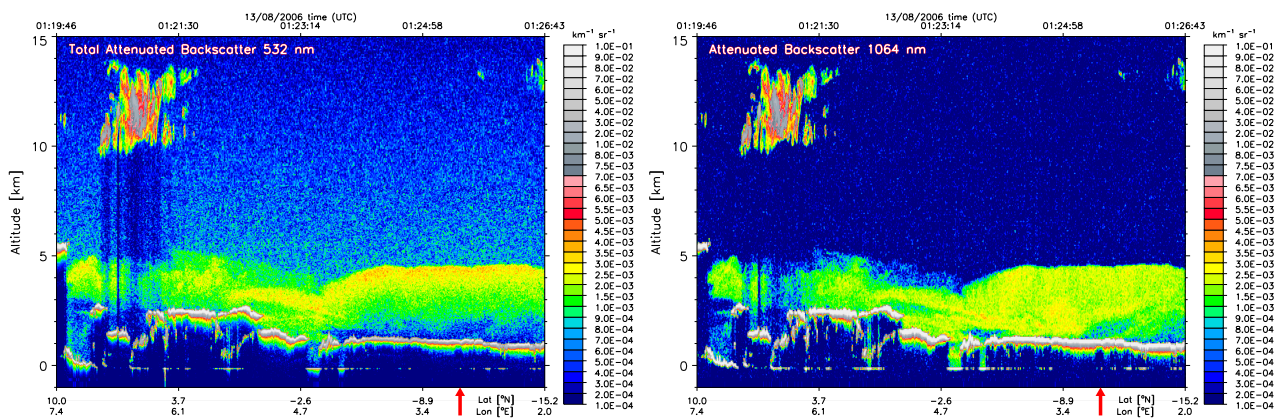 13/08/2006 time (UTC)
01:19:46 01:21:30 01:23:14 01:24:58 01:26:43
Total Attenuated Backscatter 532 nm
km⁻¹ sr⁻¹
15
10
5
0
Altitude [km]
1.0E-01
9.0E-02
8.0E-02
7.0E-02
6.0E-02
5.0E-02
4.0E-02
3.0E-02
2.0E-02
1.0E-02
8.0E-03
7.5E-03
7.0E-03
6.5E-03
6.0E-03
5.5E-03
5.0E-03
4.5E-03
4.0E-03
3.5E-03
3.0E-03
2.5E-03
2.0E-03
1.5E-03
1.0E-03
9.0E-04
8.0E-04
7.0E-04
6.0E-04
5.0E-04
4.0E-04
3.0E-04
2.0E-04
1.0E-04
10.0 3.7 -2.6 -8.9 Lat [°N] -15.2
7.4 6.1 4.7 3.4 Lon [°E] 2.0
13/08/2006 time (UTC)
01:19:46 01:21:30 01:23:14 01:24:58 01:26:43
Attenuated Backscatter 1064 nm
km⁻¹ sr⁻¹
15
10
5
0
Altitude [km]
1.0E-01
9.0E-02
8.0E-02
7.0E-02
6.0E-02
5.0E-02
4.0E-02
3.0E-02
2.0E-02
1.0E-02
8.0E-03
7.5E-03
7.0E-03
6.5E-03
6.0E-03
5.5E-03
5.0E-03
4.5E-03
4.0E-03
3.5E-03
3.0E-03
2.5E-03
2.0E-03
1.5E-03
1.0E-03
9.0E-04
8.0E-04
7.0E-04
6.0E-04
5.0E-04
4.0E-04
3.0E-04
2.0E-04
1.0E-04
10.0 3.7 -2.6 -8.9 Lat [°N] -15.2
7.4 6.1 4.7 3.4 Lon [°E] 2.0